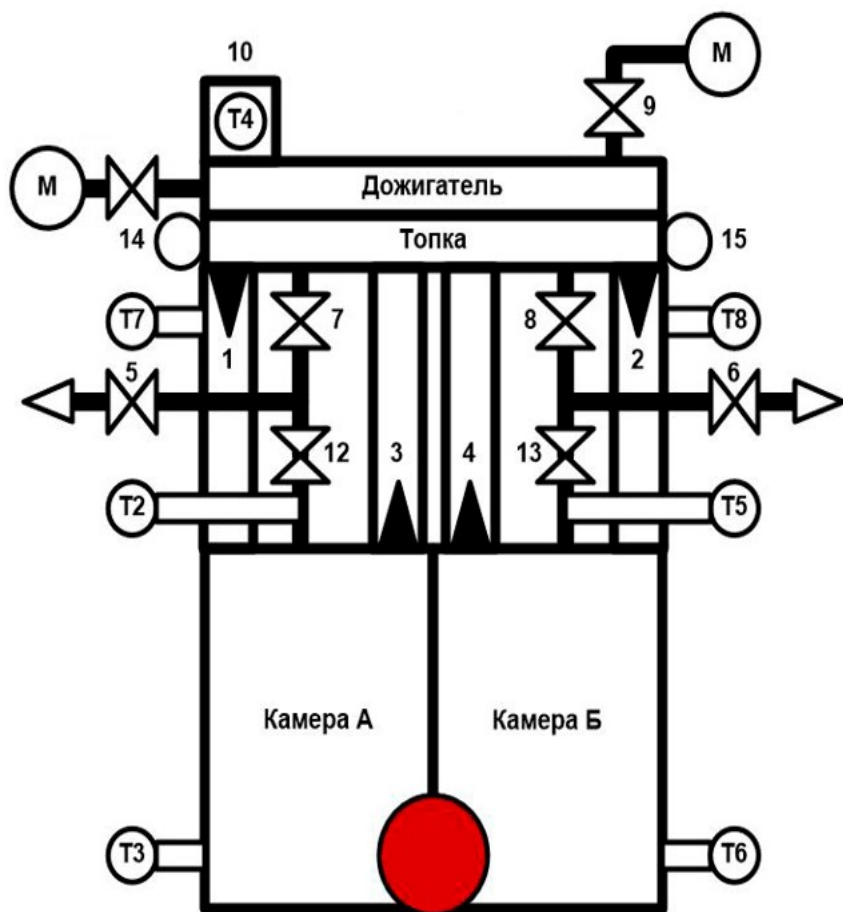 10
М
9
Т4
М
Дожигатель
14
Топка
15
Т7
7
8
Т8
1
2
5
6
12
3
4
13
Т2
Т5
Камера А
Камера Б
Т3
Т6